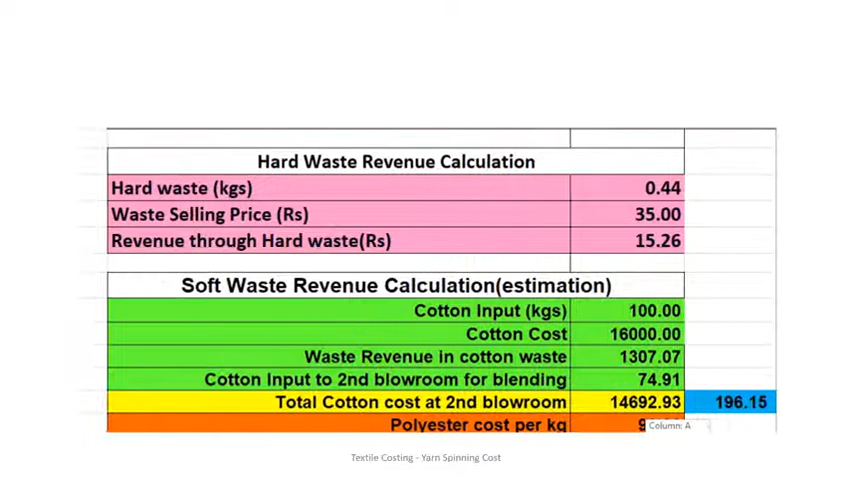 Hard Waste Revenue Calculation
Hard waste (kgs) 0.44
Waste Selling Price (Rs) 35.00
Revenue through Hard waste(Rs) 15.26
Soft Waste Revenue Calculation(estimation)
Cotton Input (kgs) 100.00
Cotton Cost 16000.00
Waste Revenue in cotton waste 1307.07
Cotton Input to 2nd blowroom for blending 74.91
Total Cotton cost at 2nd blowroom 14692.93 196.15
Polyester cost per kg
Column: A
Textile Costing - Yarn Spinning Cost